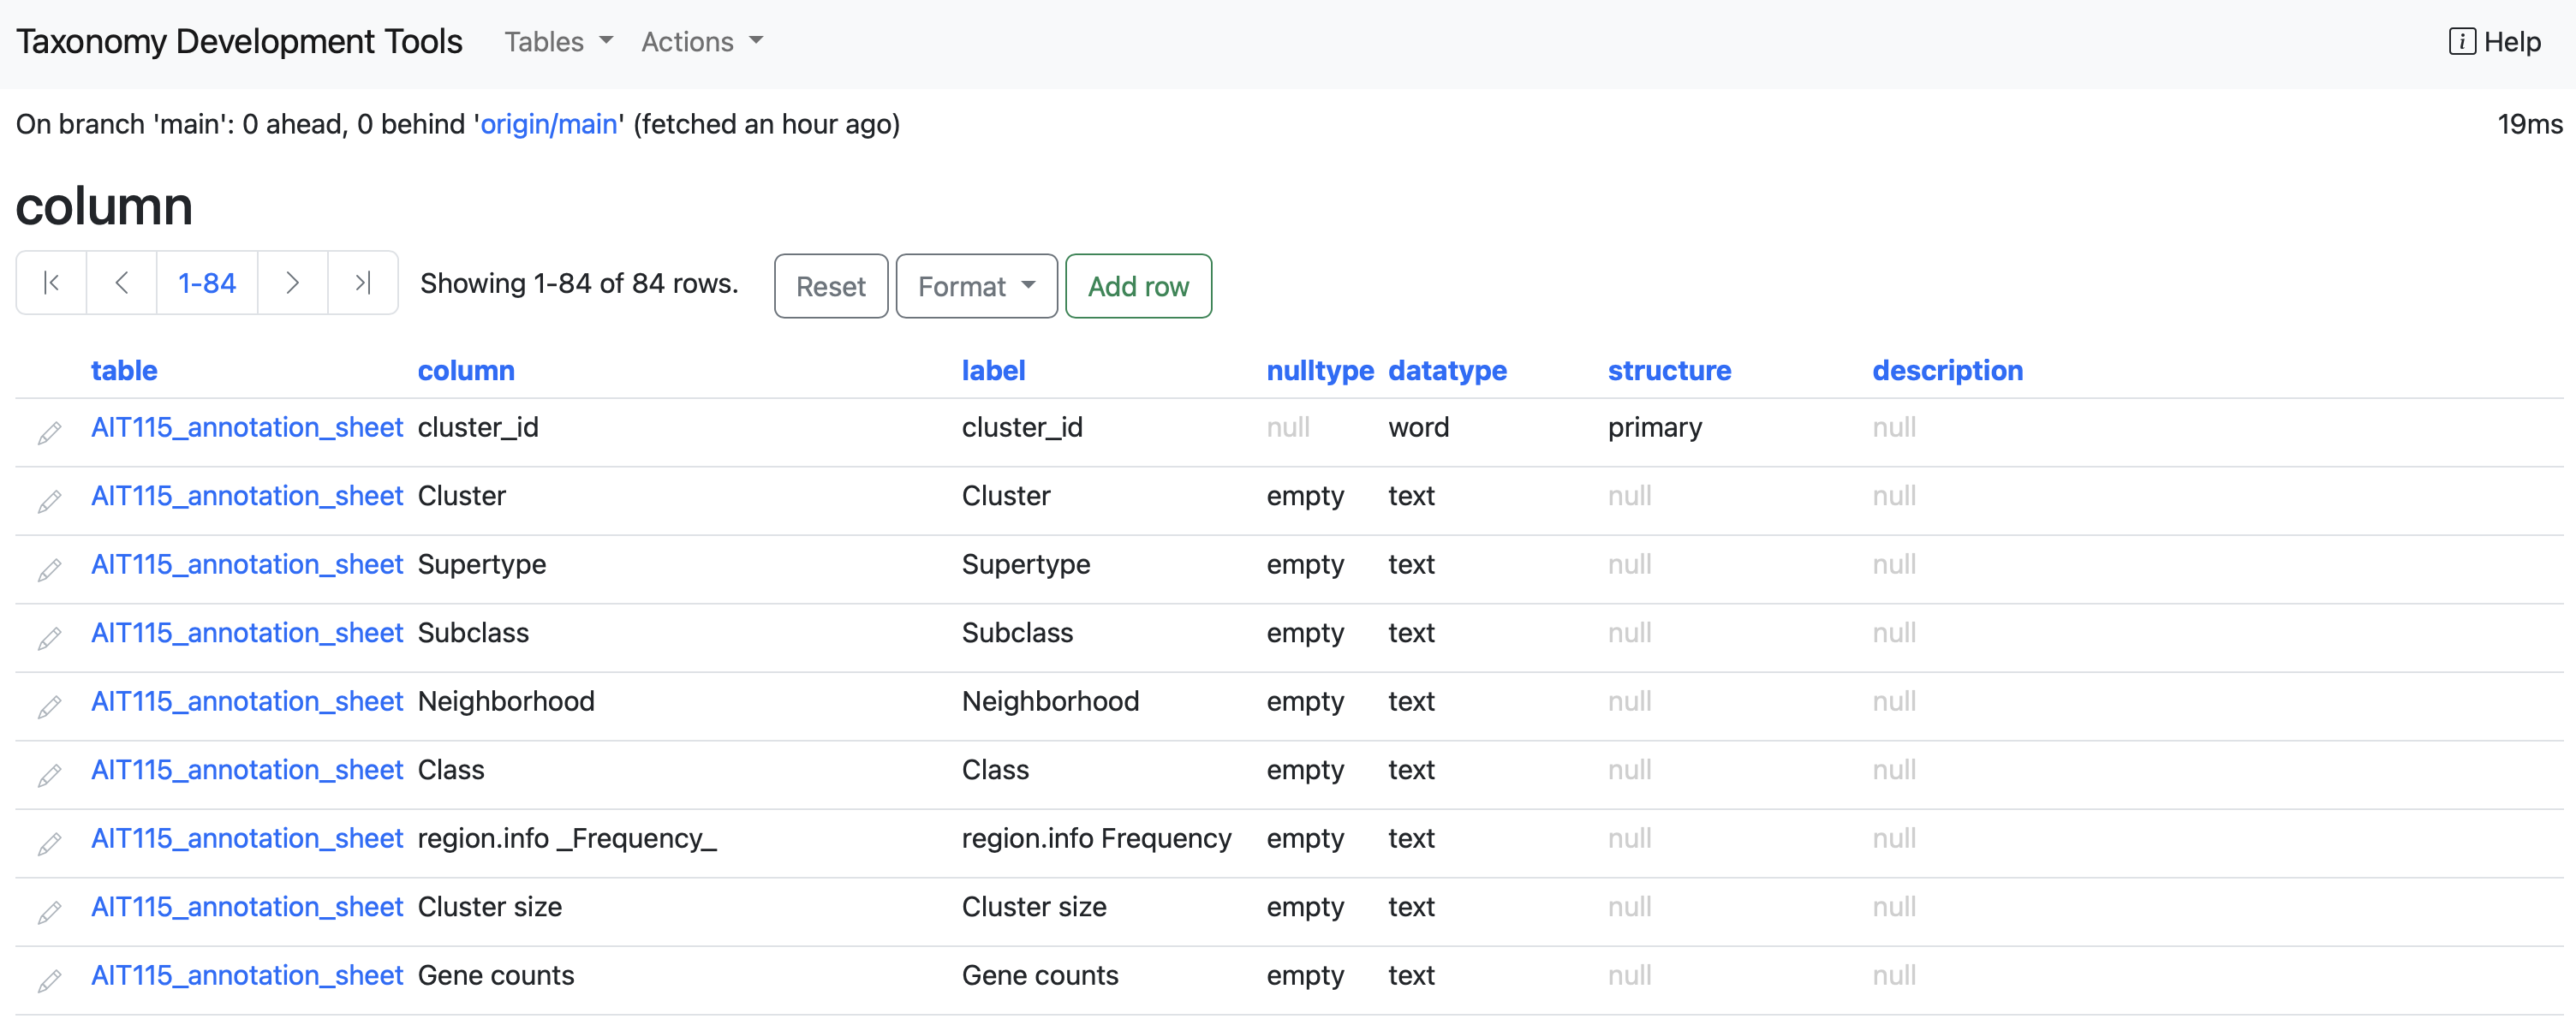 Taxonomy Development Tools Tables Actions Help
On branch 'main': 0 ahead, 0 behind 'origin/main' (fetched an hour ago) 19ms
column
1-84 Showing 1-84 of 84 rows. Reset Format Add row
table column label nulltype datatype structure description
AIT115_annotation_sheet cluster_id cluster_id null word primary null
AIT115_annotation_sheet Cluster Cluster empty text null null
AIT115_annotation_sheet Supertype Supertype empty text null null
AIT115_annotation_sheet Subclass Subclass empty text null null
AIT115_annotation_sheet Neighborhood Neighborhood empty text null null
AIT115_annotation_sheet Class Class empty text null null
AIT115_annotation_sheet region.info _Frequency_ region.info Frequency empty text null null
AIT115_annotation_sheet Cluster size Cluster size empty text null null
AIT115_annotation_sheet Gene counts Gene counts empty text null null